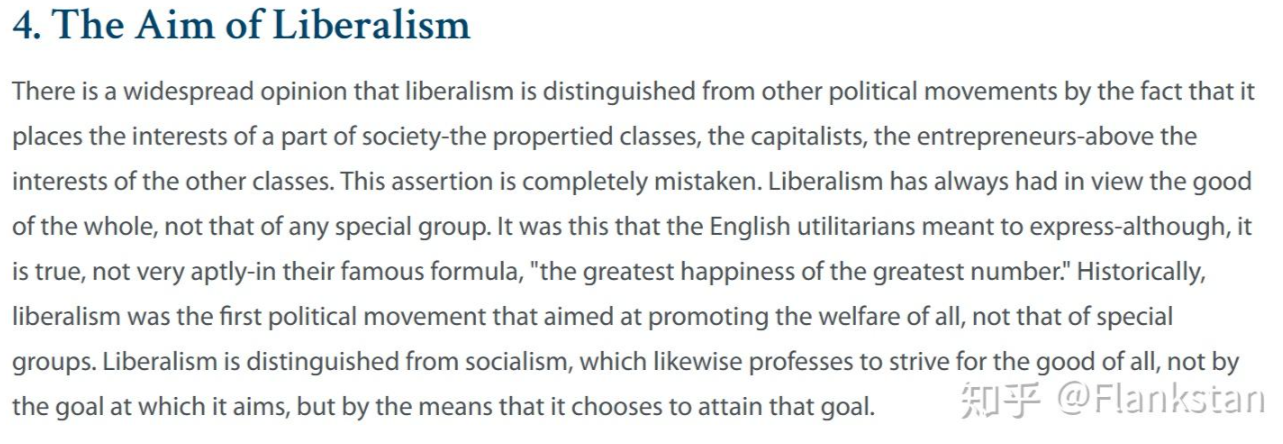 4. The Aim of Liberalism
There is a widespread opinion that liberalism is distinguished from other political movements by the fact that it
places the interests of a part of society-the propertied classes, the capitalists, the entrepreneurs-above the
interests of the other classes. This assertion is completely mistaken. Liberalism has always had in view the good
of the whole, not that of any special group. It was this that the English utilitarians meant to express-although, it
is true, not very aptly-in their famous formula, "the greatest happiness of the greatest number." Historically,
liberalism was the first political movement that aimed at promoting the welfare of all, not that of special
groups. Liberalism is distinguished from socialism, which likewise professes to strive for the good of all, not by
the goal at which it aims, but by the means that it chooses to attain that goal.
知乎 @Flankstan